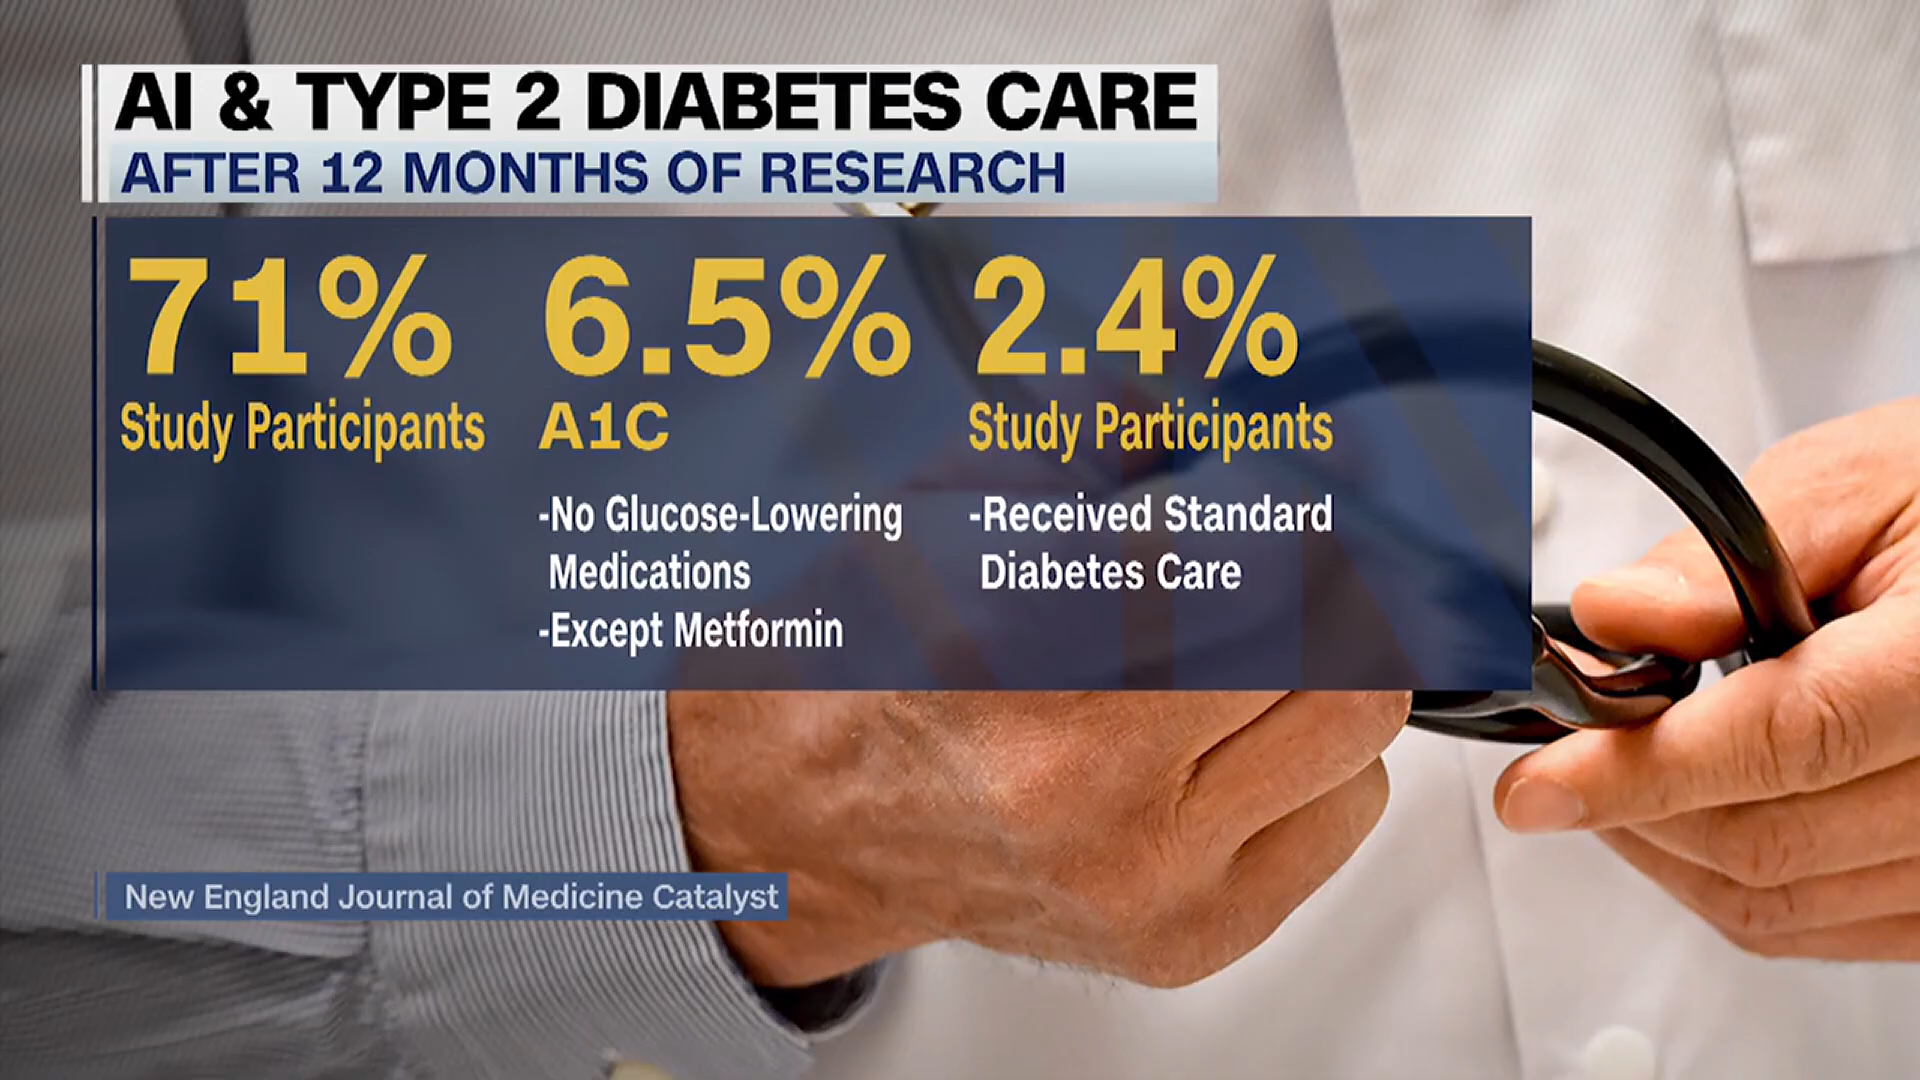 AI & TYPE 2 DIABETES CARE
AFTER 12 MONTHS OF RESEARCH
71%
Study Participants
6.5%
A1C
-No Glucose-Lowering
Medications
-Except Metformin
2.4%
Study Participants
-Received Standard
Diabetes Care
New England Journal of Medicine Catalyst